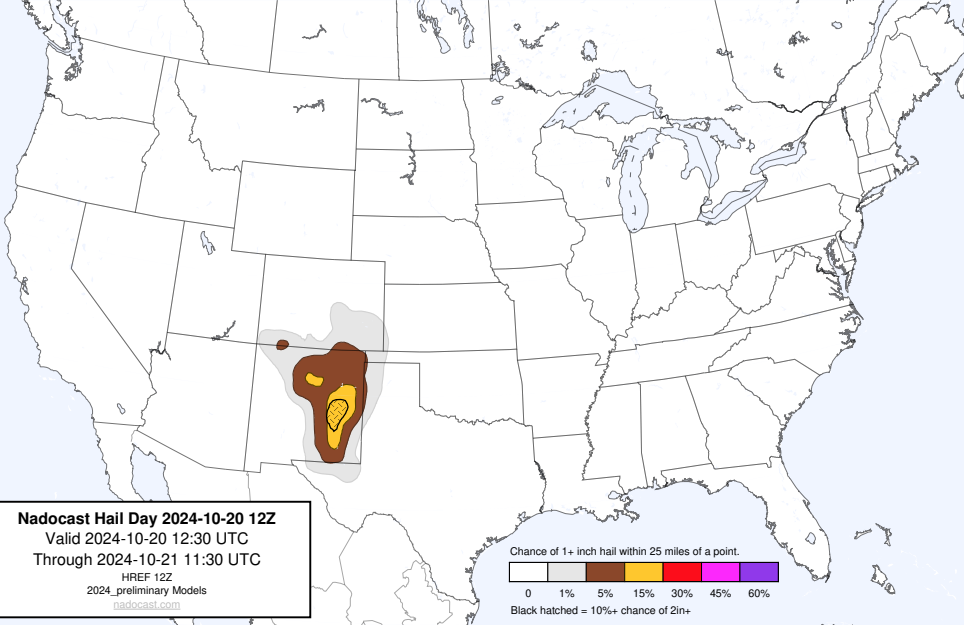 Nadocast Hail Day 2024-10-20 12Z
Valid 2024-10-20 12:30 UTC
Through 2024-10-21 11:30 UTC
HREF 12Z
2024_preliminary Models
nadocast.com
Chance of 1+ inch hail within 25 miles of a point.
0 1% 5% 15% 30% 45% 60%
Black hatched = 10%+ chance of 2in+